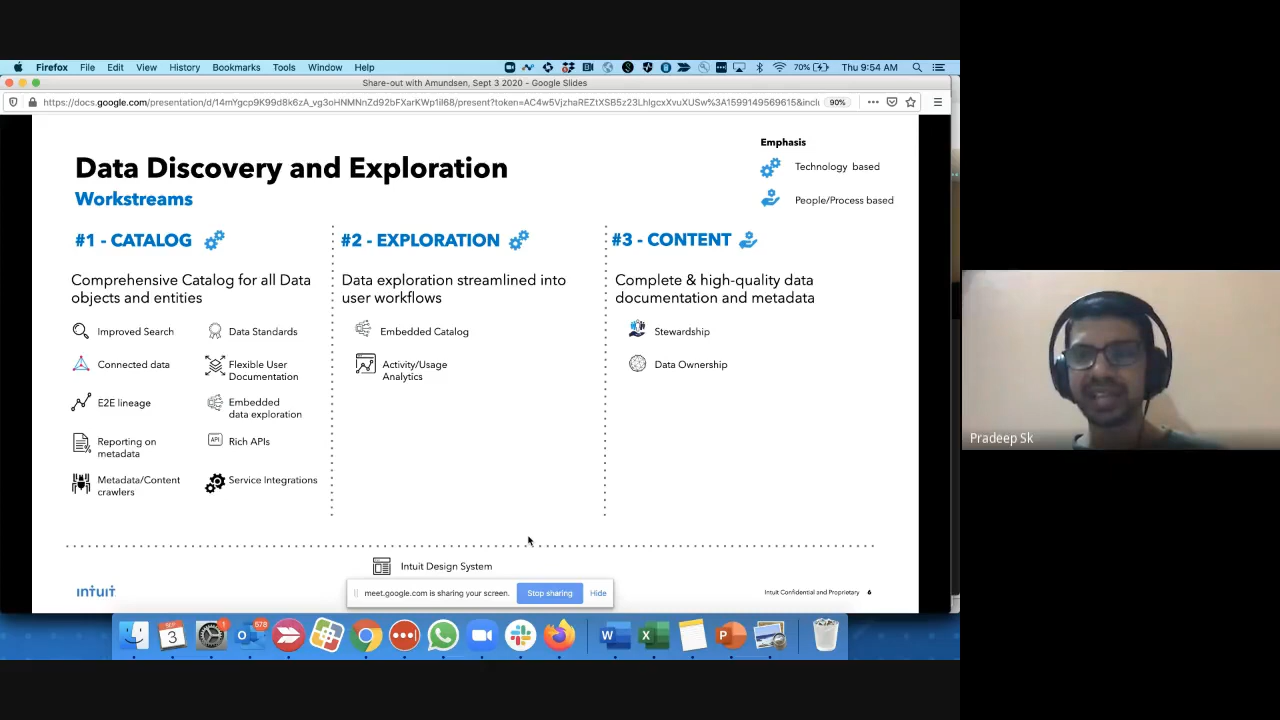 Firefox File Edit View History Bookmarks Tools Window Help 70% Thu 9:54 AM
Share-out with Amundsen, Sept 3 2020 - Google Slides
90%
Data Discovery and Exploration
Workstreams
Emphasis
Technology based
People/Process based
#1 - CATALOG
Comprehensive Catalog for all Data
objects and entities
Improved Search
Data Standards
Connected data
Flexible User
Documentation
E2E lineage
Embedded
data exploration
Reporting on
metadata
API
Rich APIs
Metadata/Content
crawlers
Service Integrations
#2 - EXPLORATION
Data exploration streamlined into
user workflows
Embedded Catalog
Activity/Usage
Analytics
#3 - CONTENT
Complete & high-quality data
documentation and metadata
Stewardship
Data Ownership
Intuit Design System
intuit
meet.google.com is sharing your screen. Stop sharing Hide
Intuit Confidential and Proprietary 6
SEP
3
1
578
W
X
P
Pradeep Sk